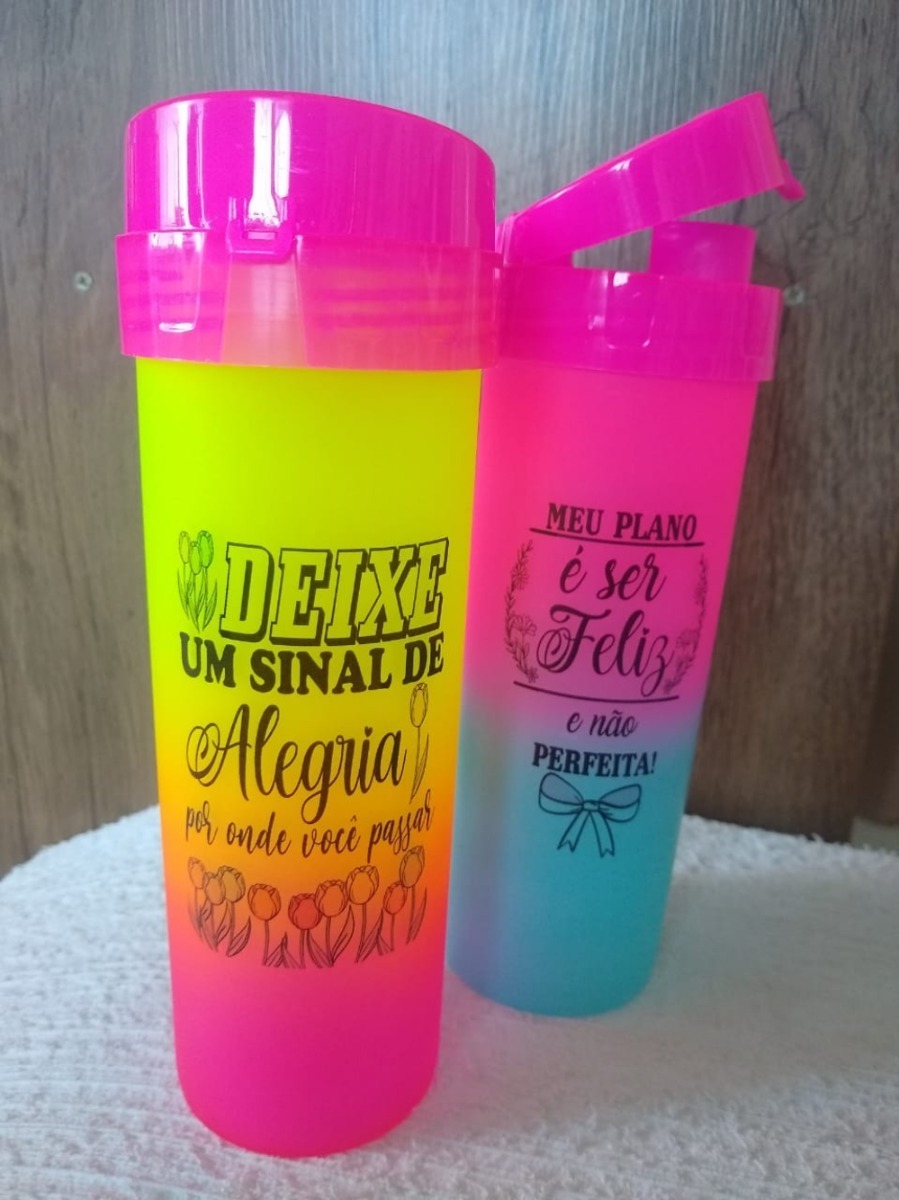 DEIXE
UM SINAL DE
Alegria
por onde você passar
MEU PLANO
é ser
Feliz
e não
PERFEITA!